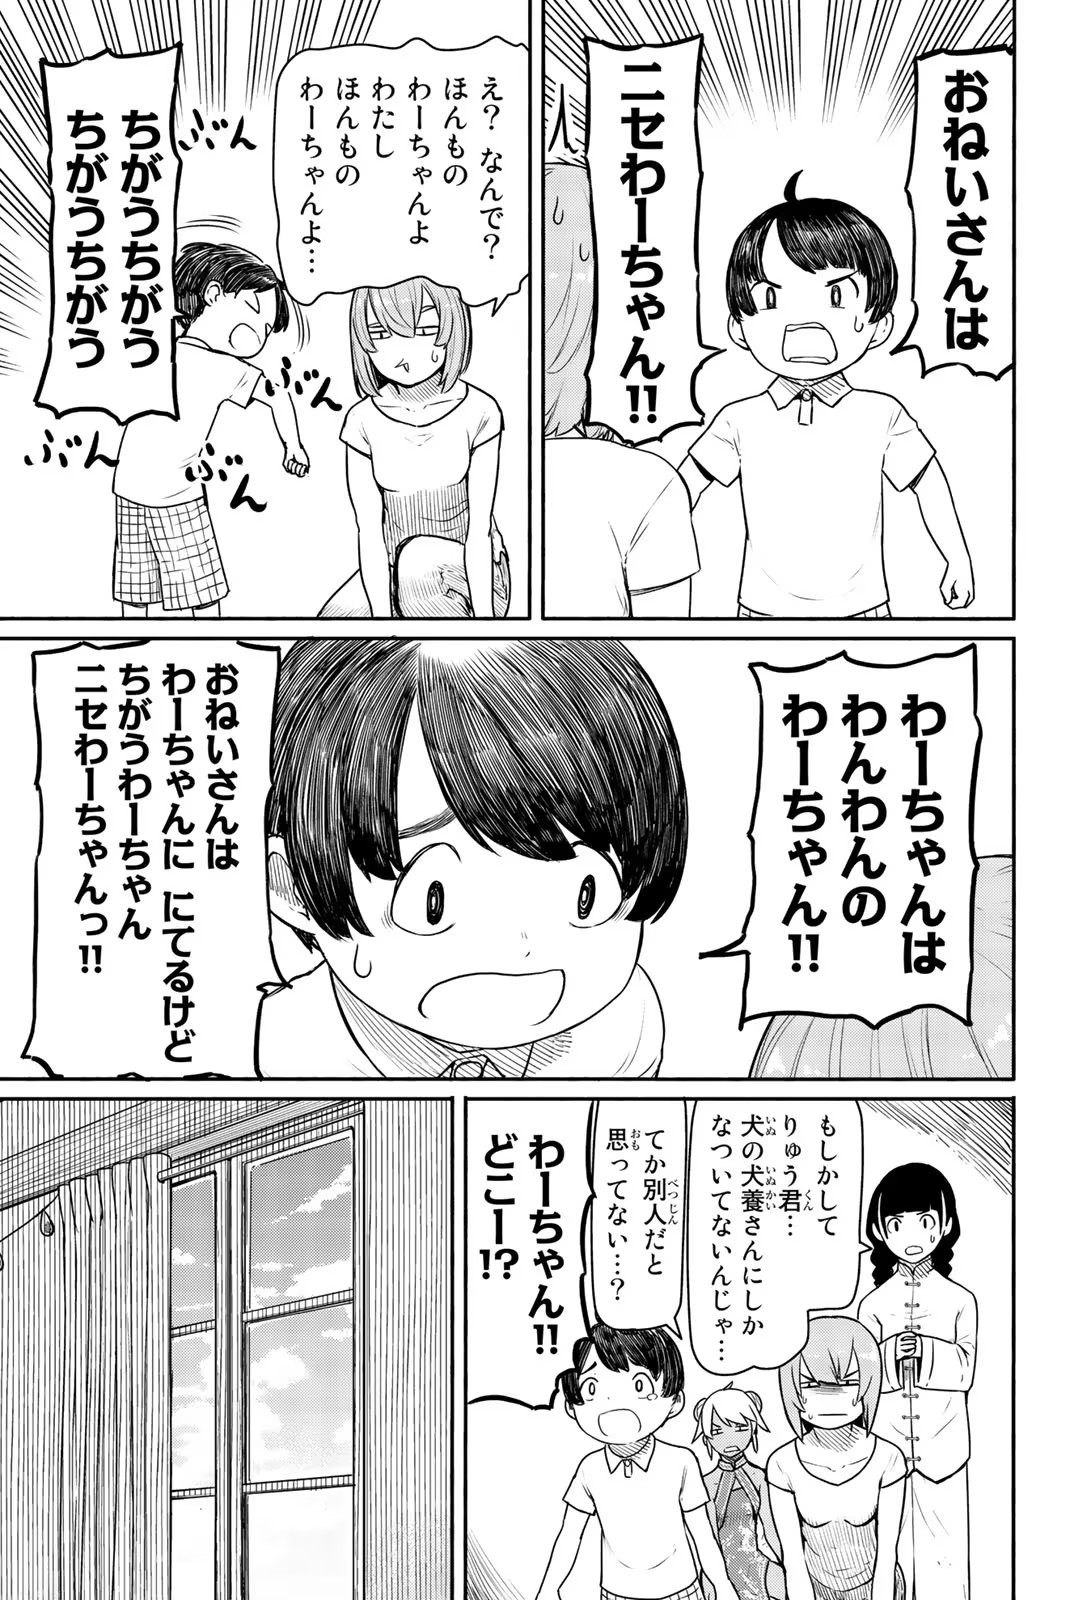 おねいさんは
ニセわーちゃん!!
え?なんで?
ほんもの
わーちゃんよ
わたし
ほんもの
わーちゃんよ…
ちがうちがう
ちがうちがう
ぶん
ぶん
ぶん
ぶん
わーちゃんは
わんわんの
わーちゃん!!
おねいさんは
わーちゃんに にてるけど
ちがうわーちゃん
ニセわーちゃんっ!!
もしかして
りゅう君…
犬の犬養さんにしか
なついてないんじゃ…
てか別人だと
思ってない…?
わーちゃん!!
どこー!?